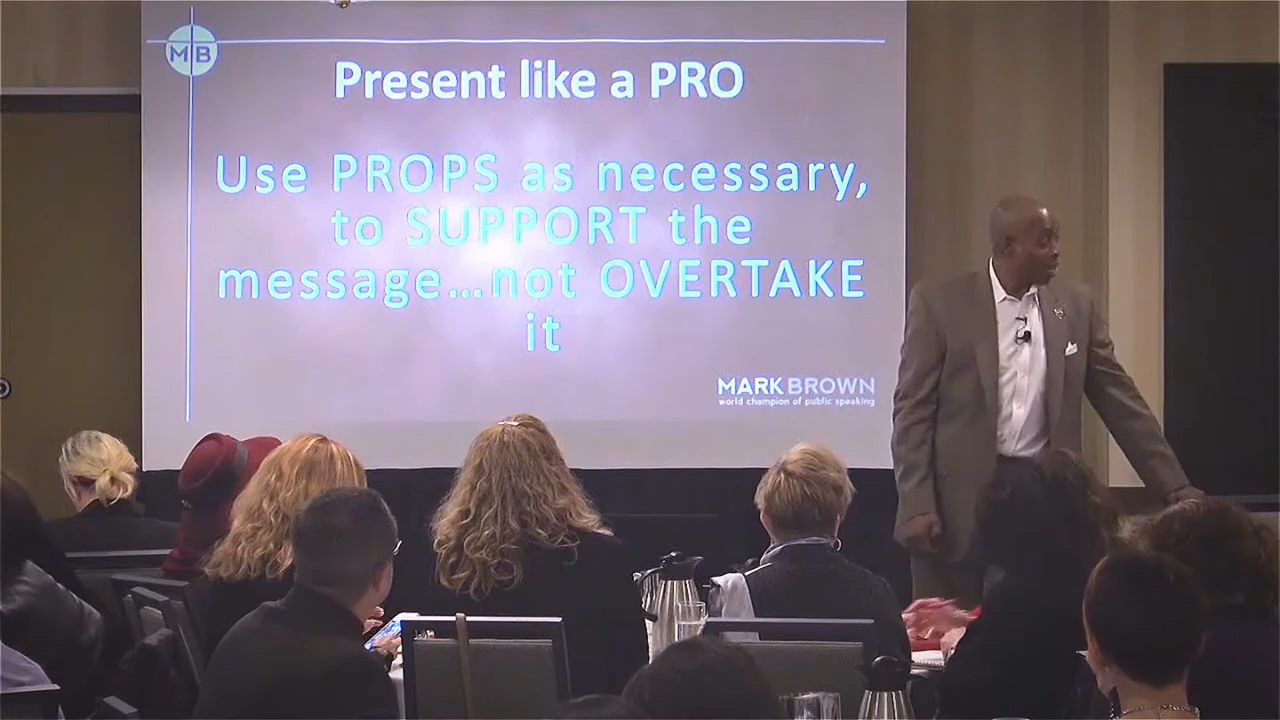 M B
Present like a PRO
Use PROPS as necessary,
to SUPPORT the
message...not OVERTAKE
it
MARK BROWN
world champion of public speaking